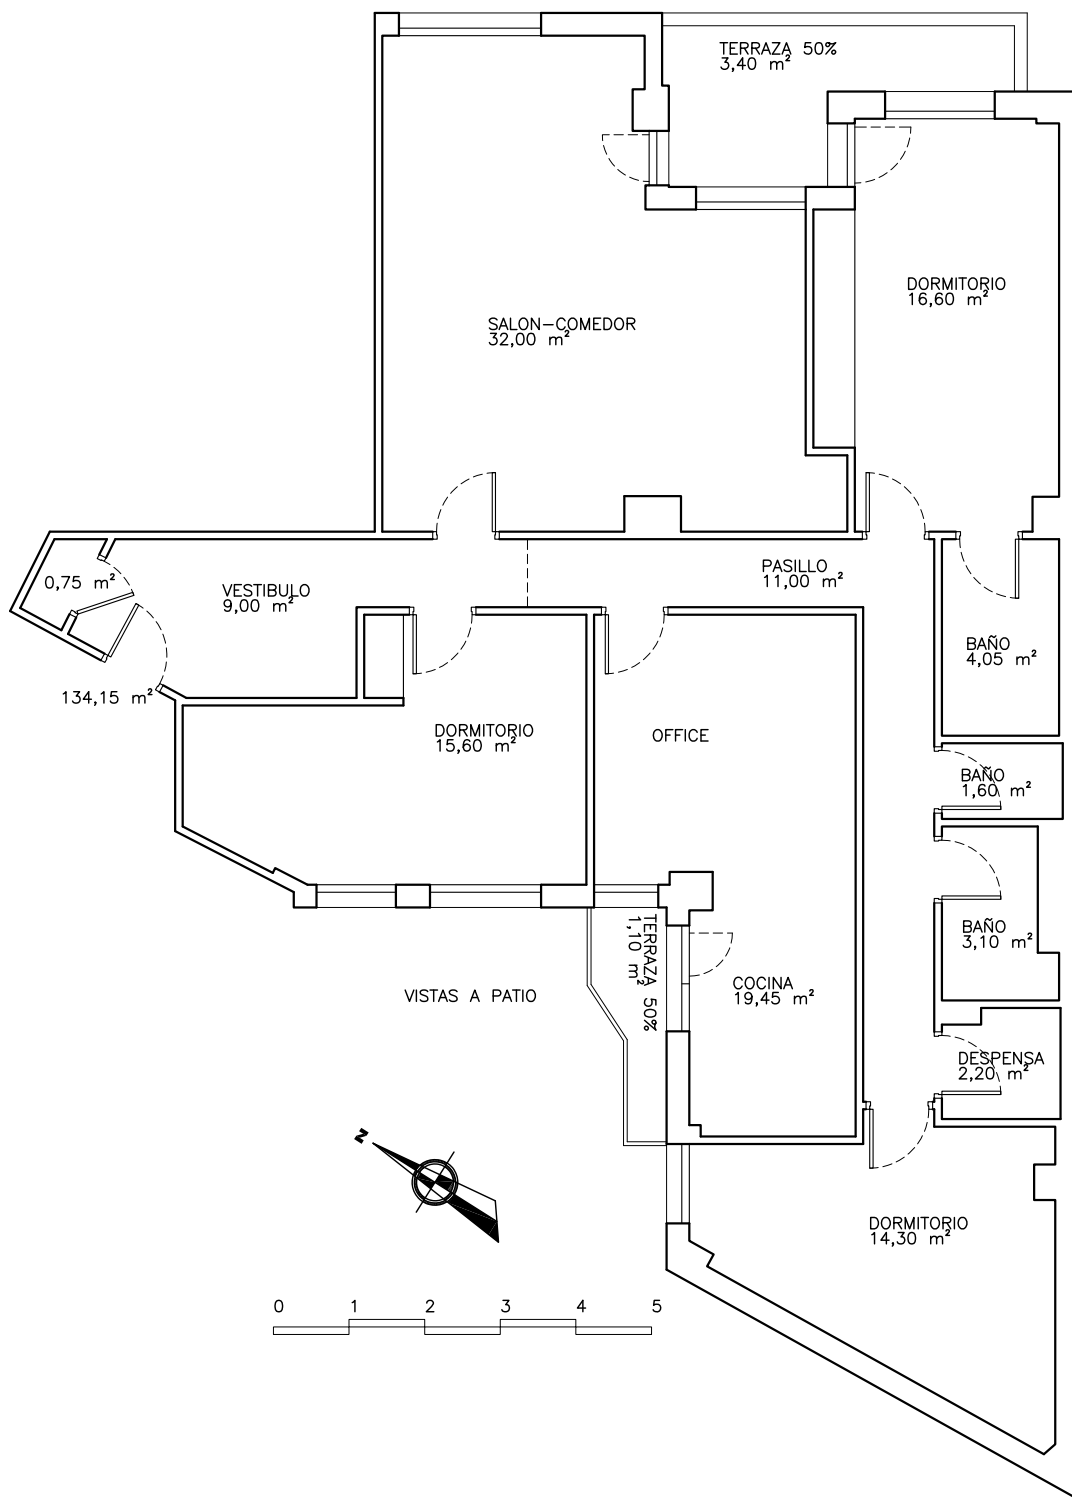 TERRAZA 50%
3,40 m²
DORMITORIO
16,60 m²
SALON-COMEDOR
32,00 m²
0,75 m²
VESTIBULO
9,00 m²
PASILLO
11,00 m²
BAÑO
4,05 m²
134,15 m²
DORMITORIO
15,60 m²
OFFICE
BAÑO
1,60 m²
BAÑO
3,10 m²
TERRAZA 50%
1,10 m²
COCINA
19,45 m²
VISTAS A PATIO
DESPENSA
2,20 m²
N
DORMITORIO
14,30 m²
0 1 2 3 4 5